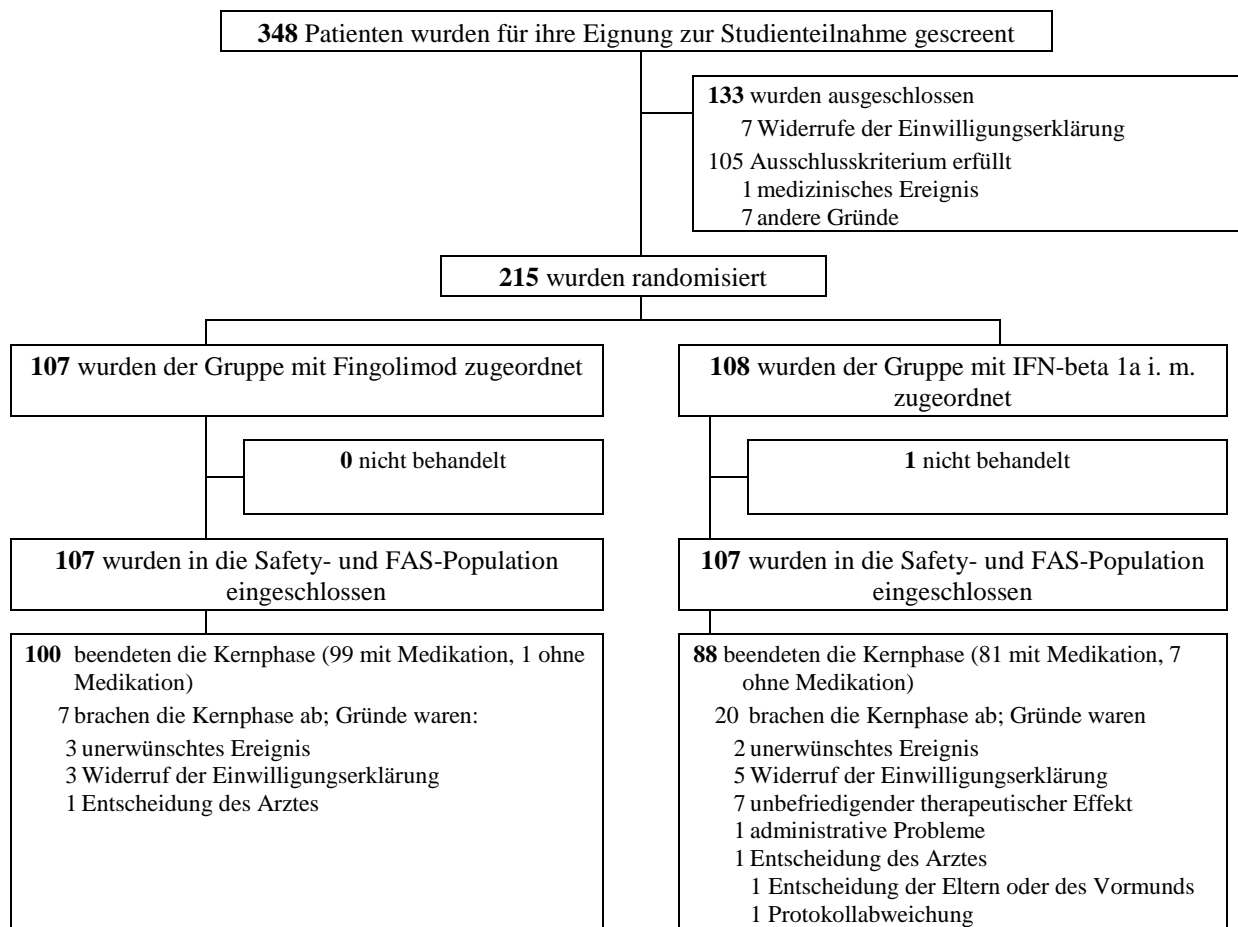 348 Patienten wurden für ihre Eignung zur Studienteilnahme gescreent
133 wurden ausgeschlossen
7 Widerrufe der Einwilligungserklärung
105 Ausschlusskriterium erfüllt
1 medizinisches Ereignis
7 andere Gründe
215 wurden randomisiert
107 wurden der Gruppe mit Fingolimod zugeordnet
108 wurden der Gruppe mit IFN-beta 1a i. m.
zugeordnet
0 nicht behandelt
1 nicht behandelt
107 wurden in die Safety- und FAS-Population
eingeschlossen
107 wurden in die Safety- und FAS-Population
eingeschlossen
100 beendeten die Kernphase (99 mit Medikation, 1 ohne
Medikation)
7 brachen die Kernphase ab; Gründe waren:
3 unerwünschtes Ereignis
3 Widerruf der Einwilligungserklärung
1 Entscheidung des Arztes
88 beendeten die Kernphase (81 mit Medikation, 7
ohne Medikation)
20 brachen die Kernphase ab; Gründe waren
2 unerwünschtes Ereignis
5 Widerruf der Einwilligungserklärung
7 unbefriedigender therapeutischer Effekt
1 administrative Probleme
1 Entscheidung des Arztes
1 Entscheidung der Eltern oder des Vormunds
1 Protokollabweichung